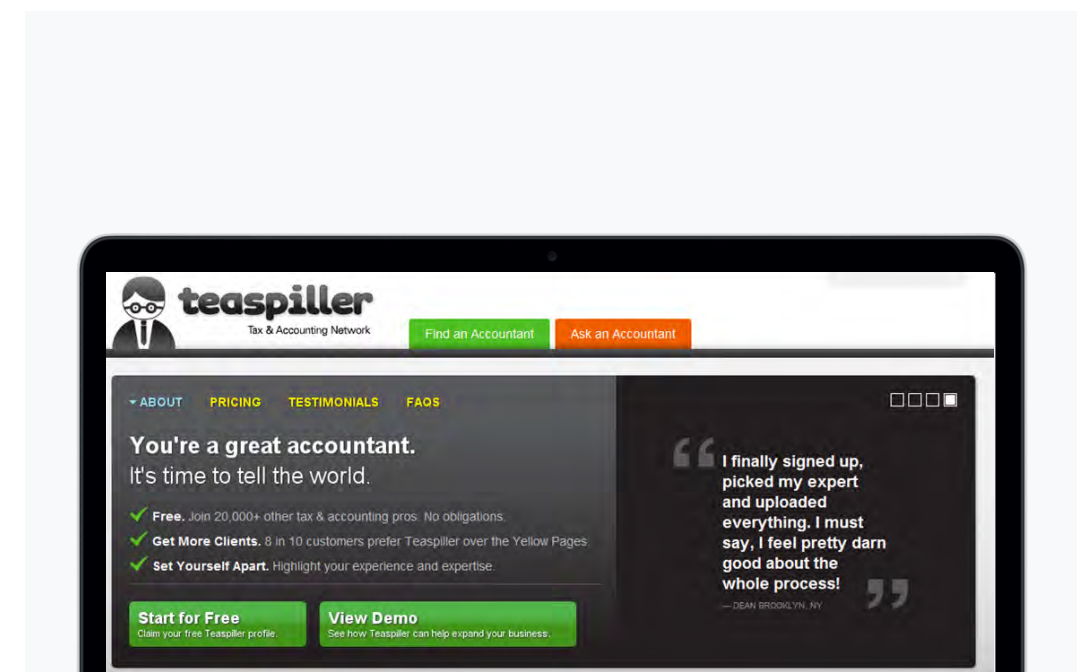 teaspiller
Tax & Accounting Network
Find an Accountant
Ask an Accountant
ABOUT
PRICING
TESTIMONIALS
FAQS
You're a great accountant.
It's time to tell the world.
Free. Join 20,000+ other tax & accounting pros. No obligations.
Get More Clients. 8 in 10 customers prefer Teaspiller over the Yellow Pages.
Set Yourself Apart. Highlight your experience and expertise.
Start for Free
Claim your free Teaspiller profile.
View Demo
See how Teaspiller can help expand your business.
“ I finally signed up,
picked my expert
and uploaded
everything. I must
say, I feel pretty darn
good about the
whole process! ”
— DEAN BROOKLYN, NY